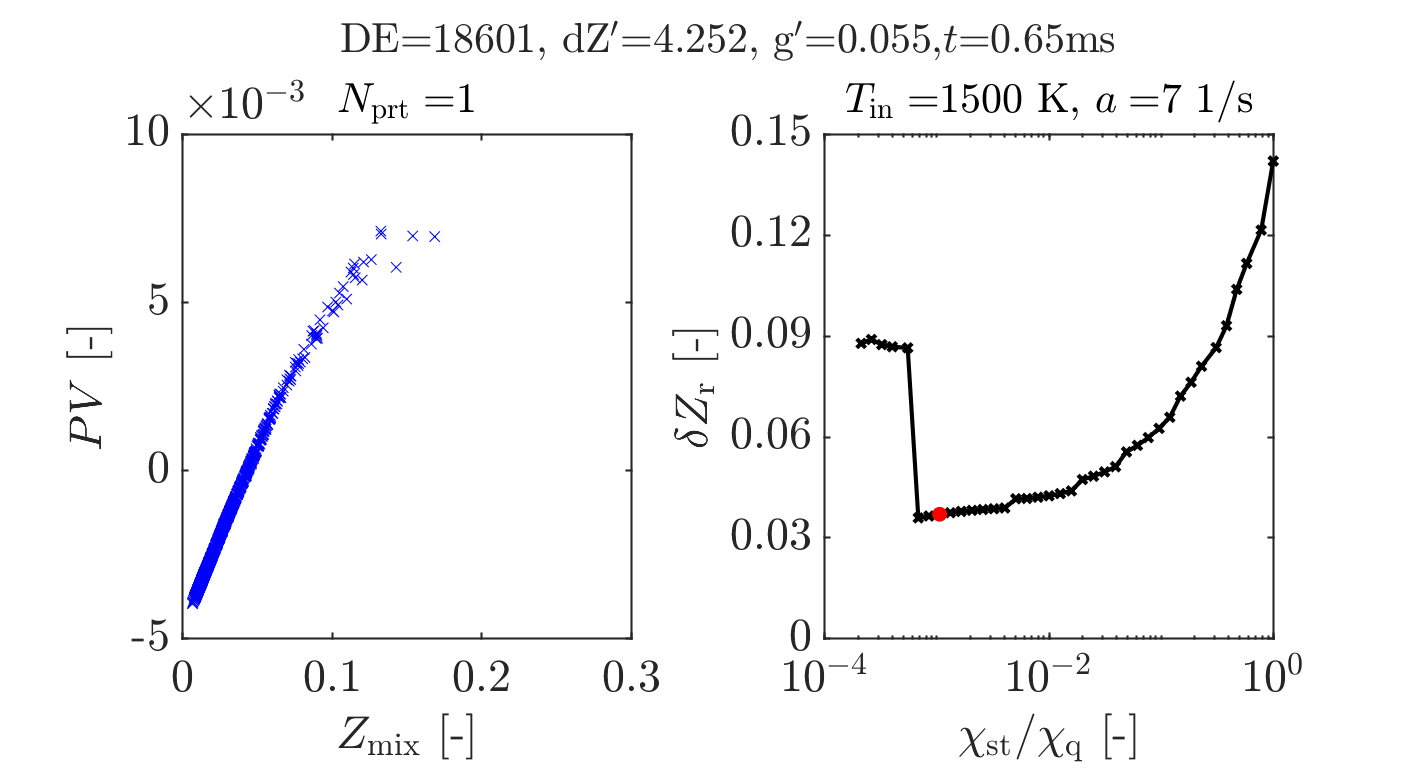 DE=18601, dZ′=4.252, g′=0.055,t=0.65ms
×10⁻³ N_prt =1
10
5
0
-5
0 0.1 0.2 0.3
Z_mix [-]
PV [-]
T_in =1500 K, a =7 1/s
0.15
0.12
0.09
0.06
0.03
0
10⁻⁴ 10⁻² 10⁰
χ_st/χ_q [-]
δZ_r [-]